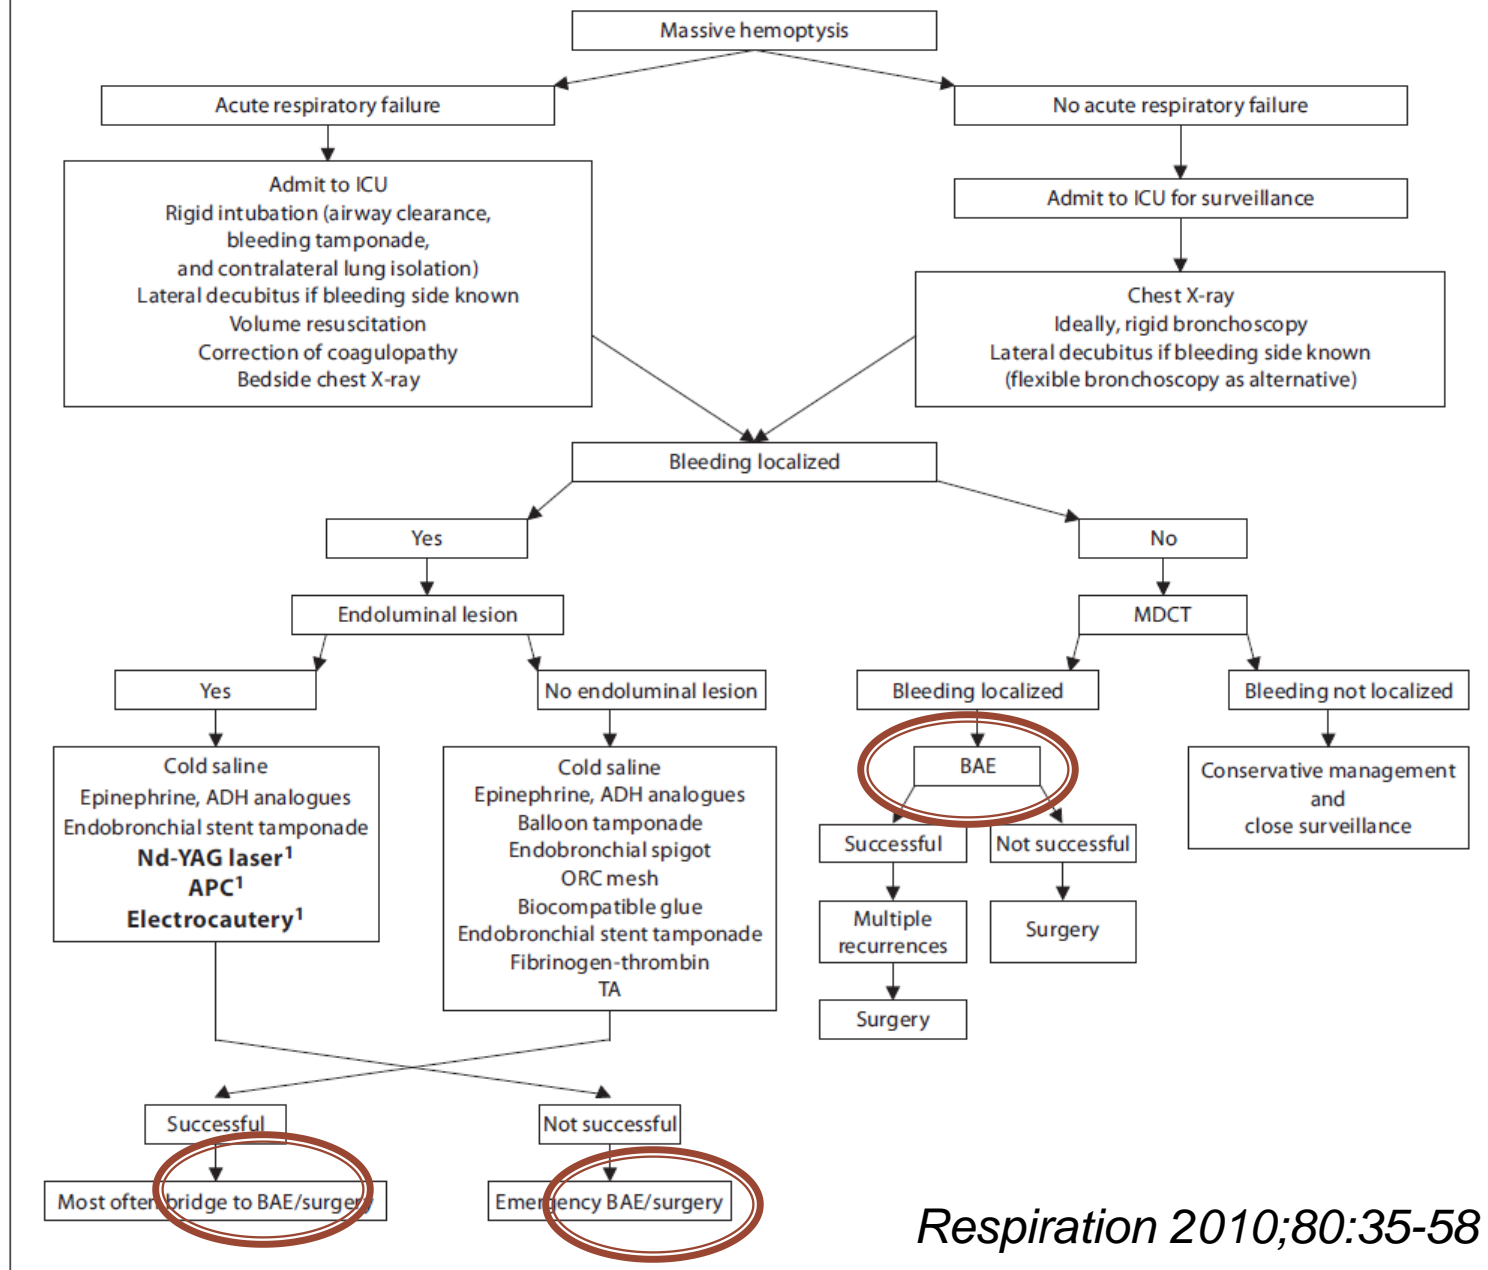 Massive hemoptysis
Acute respiratory failure
No acute respiratory failure
Admit to ICU
Rigid intubation (airway clearance,
bleeding tamponade,
and contralateral lung isolation)
Lateral decubitus if bleeding side known
Volume resuscitation
Correction of coagulopathy
Bedside chest X-ray
Admit to ICU for surveillance
Chest X-ray
Ideally, rigid bronchoscopy
Lateral decubitus if bleeding side known
(flexible bronchoscopy as alternative)
Bleeding localized
Yes
No
Endoluminal lesion
MDCT
Yes
No endoluminal lesion
Bleeding localized
Bleeding not localized
Cold saline
Epinephrine, ADH analogues
Endobronchial stent tamponade
Nd-YAG laser¹
APC¹
Electrocautery¹
Cold saline
Epinephrine, ADH analogues
Balloon tamponade
Endobronchial spigot
ORC mesh
Biocompatible glue
Endobronchial stent tamponade
Fibrinogen-thrombin
TA
BAE
Conservative management
and
close surveillance
Successful
Not successful
Multiple
recurrences
Surgery
Surgery
Successful
Not successful
Most often bridge to BAE/surgery
Emergency BAE/surgery
Respiration 2010;80:35-58